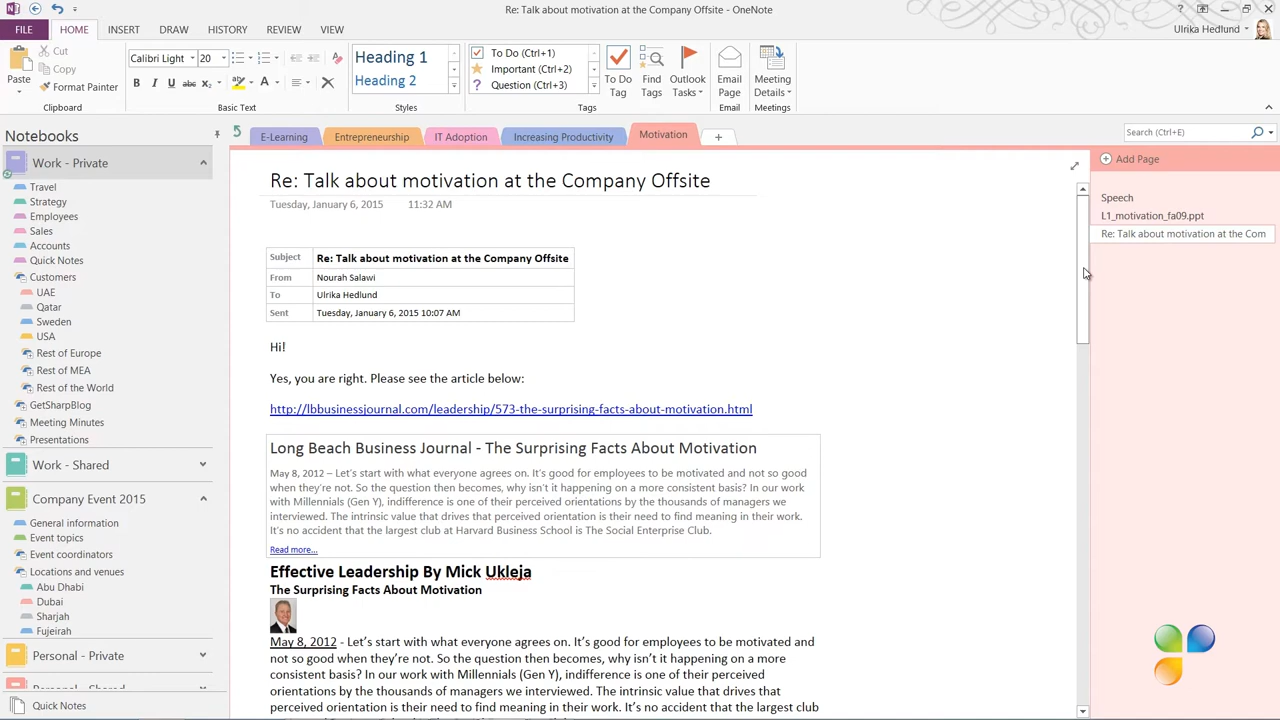 Re: Talk about motivation at the Company Offsite - OneNote
FILE HOME INSERT DRAW HISTORY REVIEW VIEW
Ulrika Hedlund
Paste
Cut
Copy
Format Painter
Clipboard
Calibri Light 20
B I U abc x
Basic Text
Heading 1
Heading 2
Styles
To Do (Ctrl+1)
Important (Ctrl+2)
Question (Ctrl+3)
To Do Tag
Find Tags
Outlook Tasks
Tags
Email Page
Email
Meeting Details
Meetings
Notebooks
E-Learning Entrepreneurship IT Adoption Increasing Productivity Motivation
Search (Ctrl+E)
Work - Private
Travel
Strategy
Employees
Sales
Accounts
Quick Notes
Customers
UAE
Qatar
Sweden
USA
Rest of Europe
Rest of MEA
Rest of the World
GetSharpBlog
Meeting Minutes
Presentations
Work - Shared
Company Event 2015
General information
Event topics
Event coordinators
Locations and venues
Abu Dhabi
Dubai
Sharjah
Fujeirah
Personal - Private
Quick Notes
Re: Talk about motivation at the Company Offsite
Tuesday, January 6, 2015 11:32 AM
Subject Re: Talk about motivation at the Company Offsite
From Nourah Salawi
To Ulrika Hedlund
Sent Tuesday, January 6, 2015 10:07 AM
Hi!
Yes, you are right. Please see the article below:
http://lbbusinessjournal.com/leadership/573-the-surprising-facts-about-motivation.html
Long Beach Business Journal - The Surprising Facts About Motivation
May 8, 2012 – Let's start with what everyone agrees on. It's good for employees to be motivated and not so good
when they're not. So the question then becomes, why isn't it happening on a more consistent basis? In our work
with Millennials (Gen Y), indifference is one of their perceived orientations by the thousands of managers we
interviewed. The intrinsic value that drives that perceived orientation is their need to find meaning in their work.
It's no accident that the largest club at Harvard Business School is The Social Enterprise Club.
Read more...
Effective Leadership By Mick Ukleja
The Surprising Facts About Motivation
May 8, 2012 - Let's start with what everyone agrees on. It's good for employees to be motivated and
not so good when they're not. So the question then becomes, why isn't it happening on a more
consistent basis? In our work with Millennials (Gen Y), indifference is one of their perceived
orientations by the thousands of managers we interviewed. The intrinsic value that drives that
perceived orientation is their need to find meaning in their work. It's no accident that the largest club
Add Page
Speech
L1_motivation_fa09.ppt
Re: Talk about motivation at the Com